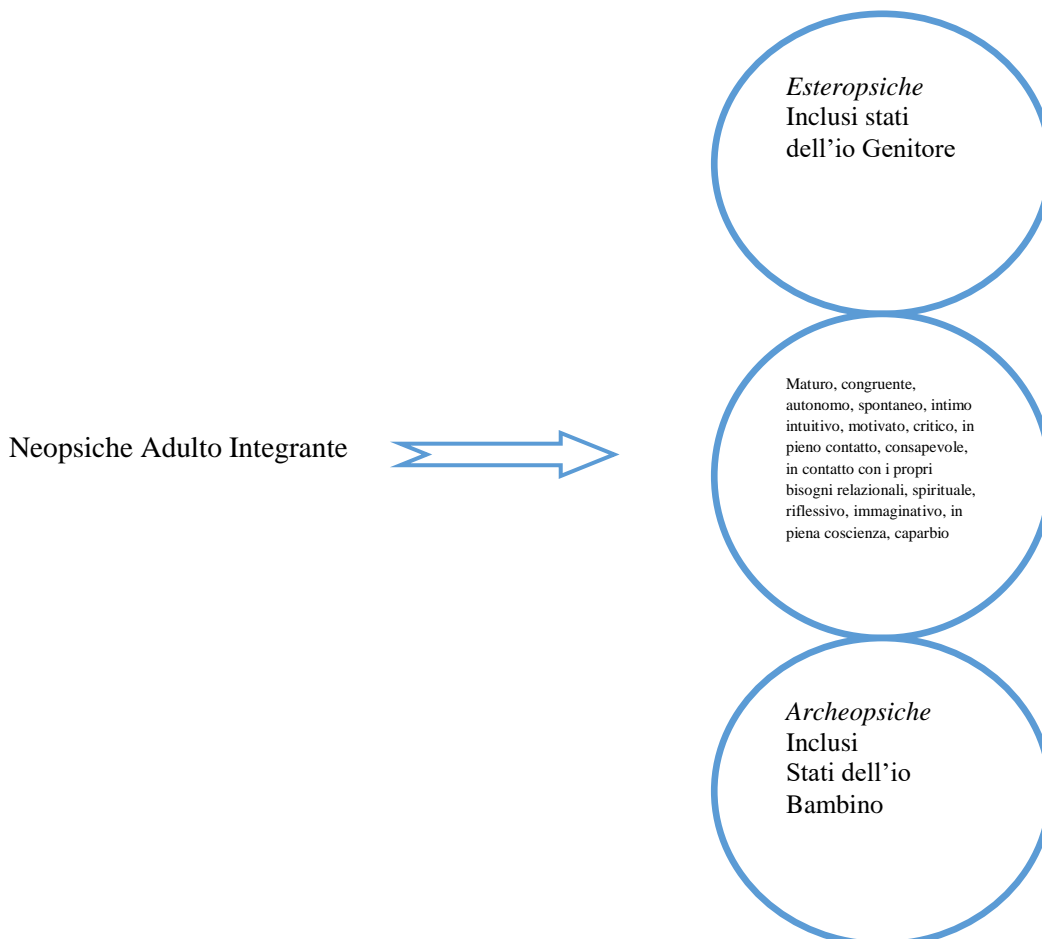 Esteropsiche
Inclusi stati
dell’io Genitore
Neopsiche Adulto Integrante
Maturo, congruente,
autonomo, spontaneo, intimo
intuitivo, motivato, critico, in
pieno contatto, consapevole,
in contatto con i propri
bisogni relazionali, spirituale,
riflessivo, immaginativo, in
piena coscienza, caparbio
Archeopsiche
Inclusi
Stati dell’io
Bambino